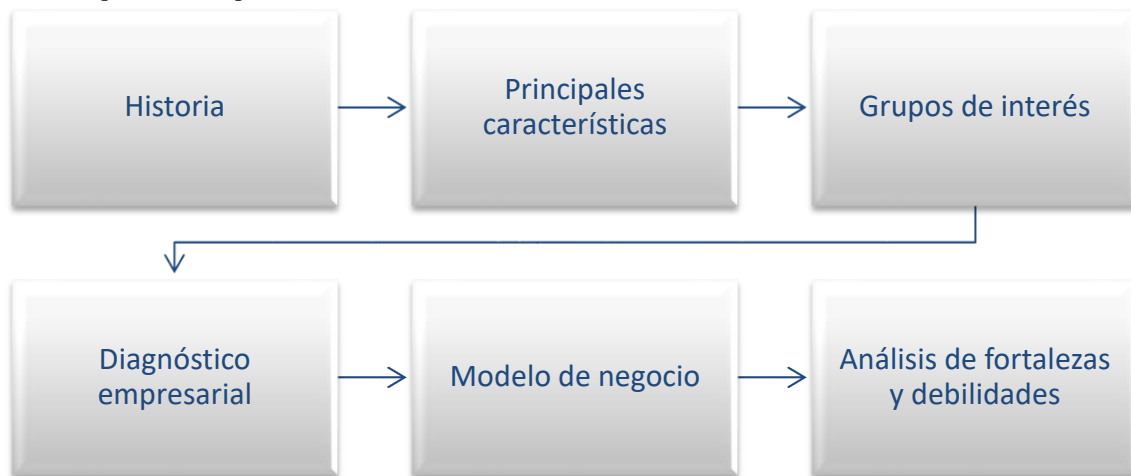 Historia
Principales
características
Grupos de interés
Diagnóstico
empresarial
Modelo de negocio
Análisis de fortalezas
y debilidades